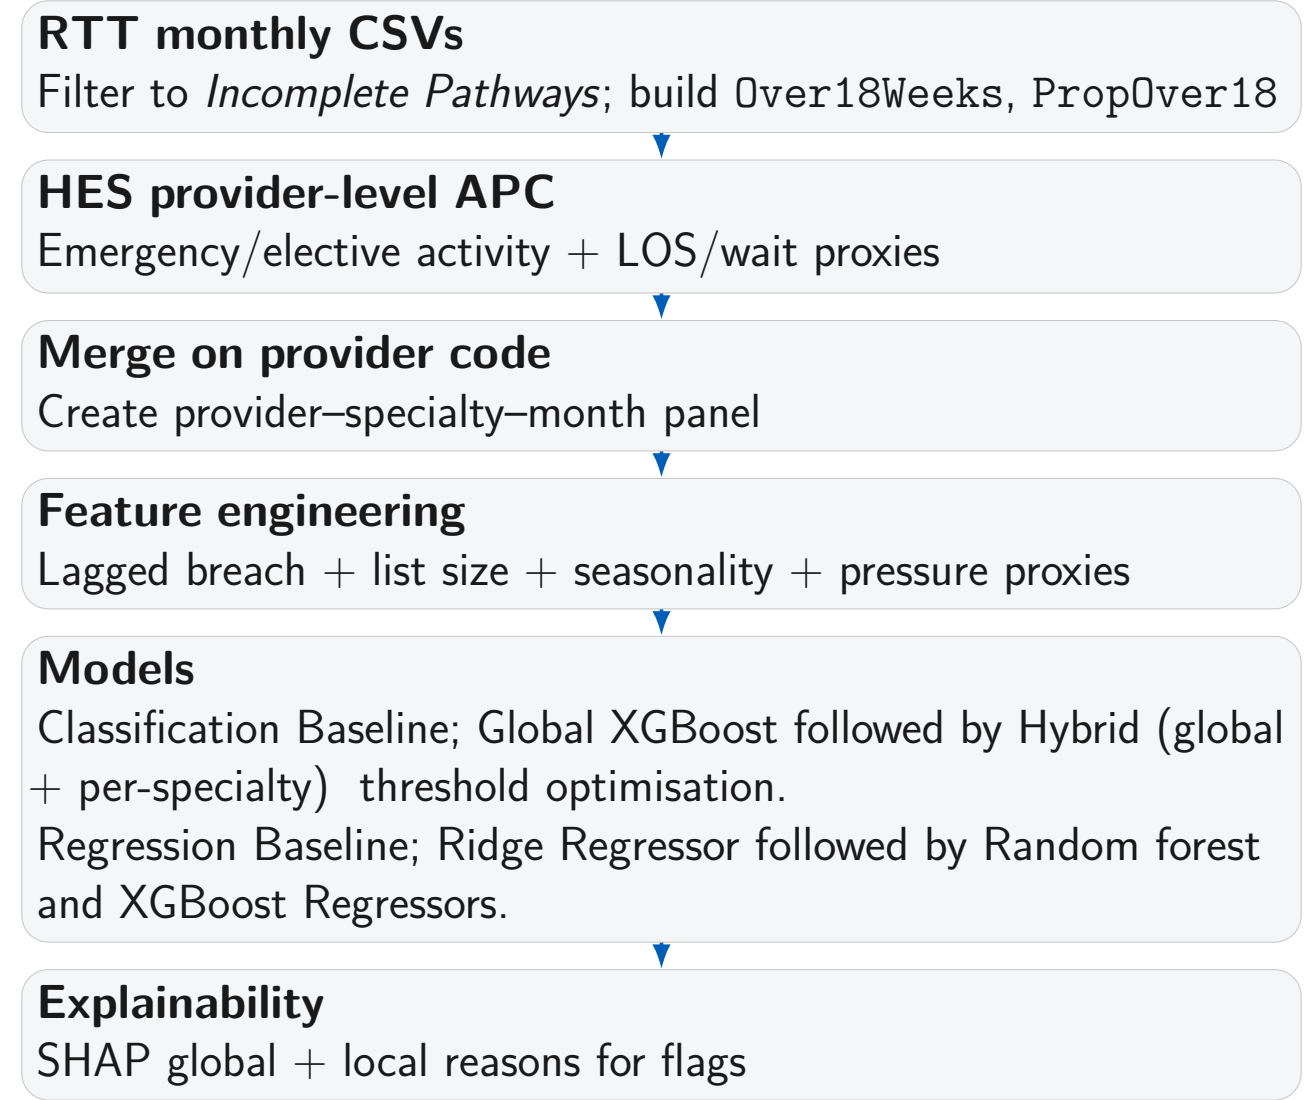 RTT monthly CSVs
Filter to Incomplete Pathways; build Over18Weeks, PropOver18
HES provider-level APC
Emergency/elective activity + LOS/wait proxies
Merge on provider code
Create provider–specialty–month panel
Feature engineering
Lagged breach + list size + seasonality + pressure proxies
Models
Classification Baseline; Global XGBoost followed by Hybrid (global
+ per-specialty) threshold optimisation.
Regression Baseline; Ridge Regressor followed by Random forest
and XGBoost Regressors.
Explainability
SHAP global + local reasons for flags